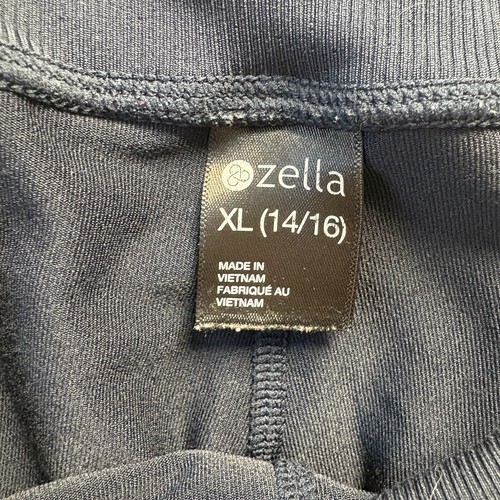 zella
XL (14/16)
MADE IN
VIETNAM
FABRIQUÉ AU
VIETNAM